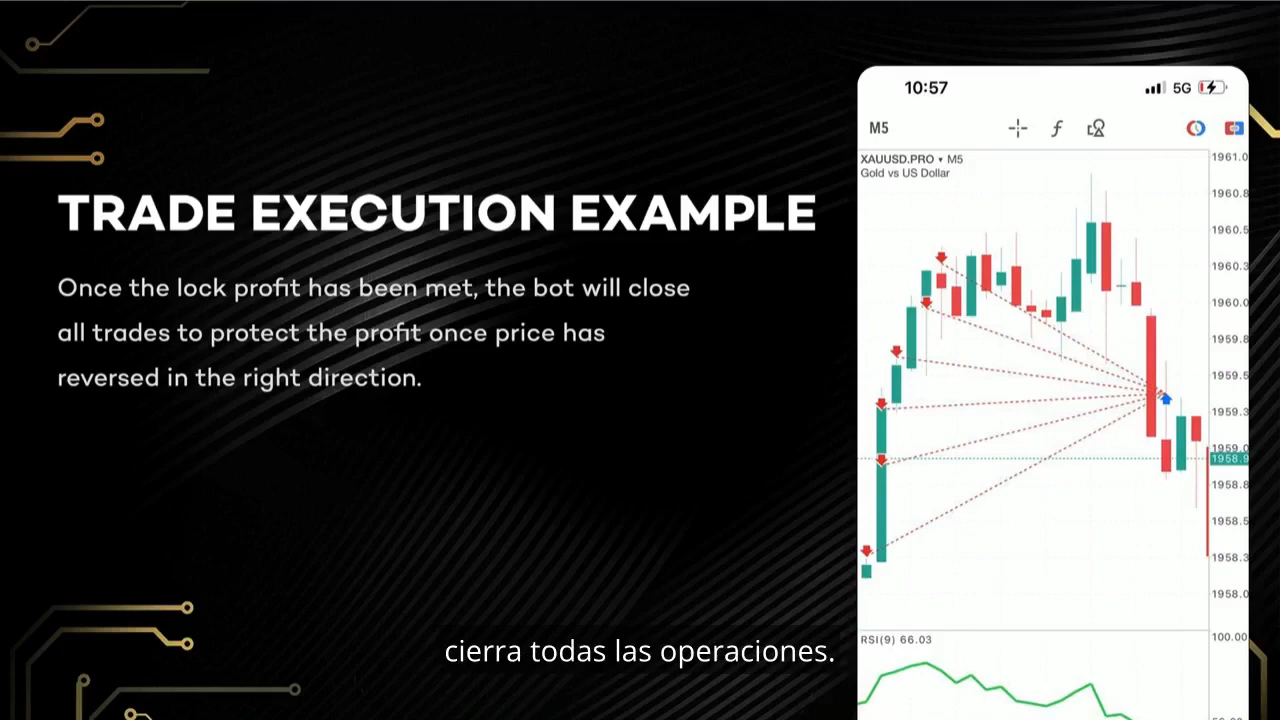 10:57
5G
M5
XAUUSD.PRO ▾ M5
Gold vs US Dollar
TRADE EXECUTION EXAMPLE
Once the lock profit has been met, the bot will close
all trades to protect the profit once price has
reversed in the right direction.
1961.0
1960.8
1960.5
1960.3
1960.0
1959.8
1959.5
1959.3
1959.0
1958.9
1958.8
1958.5
1958.3
1958.0
RSI(9) 66.03
100.00
cierra todas las operaciones.